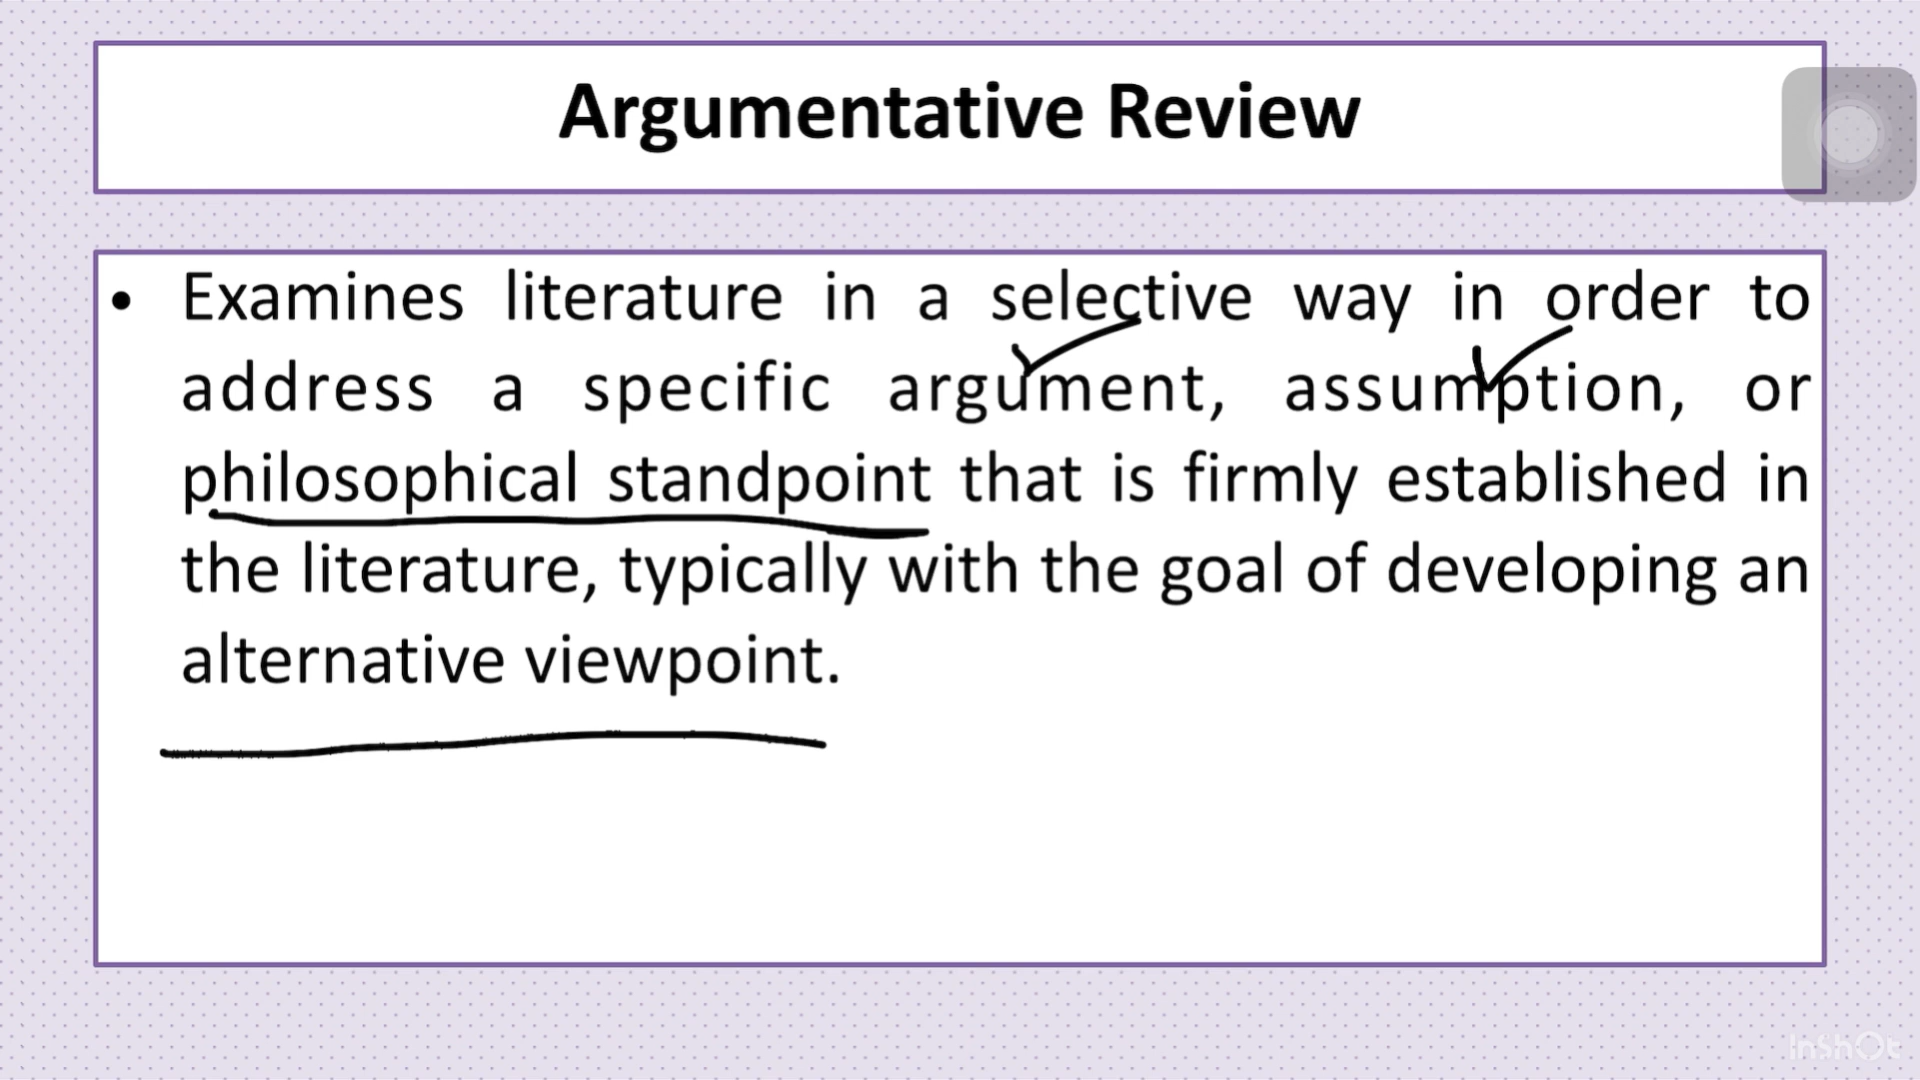 Argumentative Review
• Examines literature in a selective way in order to
address a specific argument, assumption, or
philosophical standpoint that is firmly established in
the literature, typically with the goal of developing an
alternative viewpoint.
InShOt